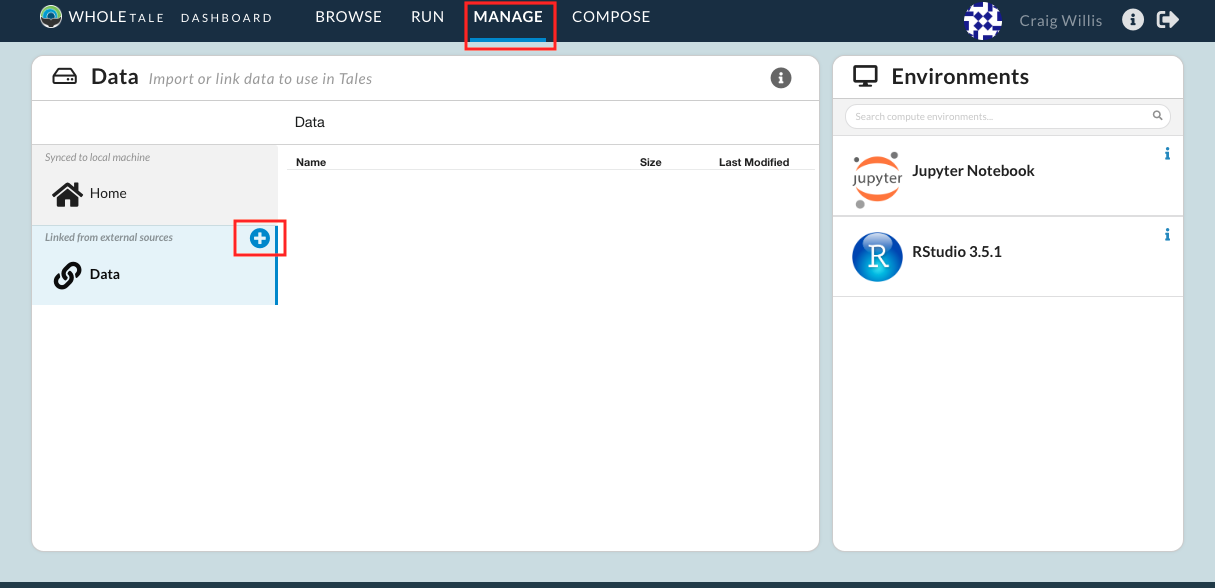 WHOLETALE DASHBOARD BROWSE RUN MANAGE COMPOSE Craig Willis
Data Import or link data to use in Tales
Data
Synced to local machine
Home
Linked from external sources
Data
Name Size Last Modified
Environments
Search compute environments...
jupyter Jupyter Notebook
R RStudio 3.5.1